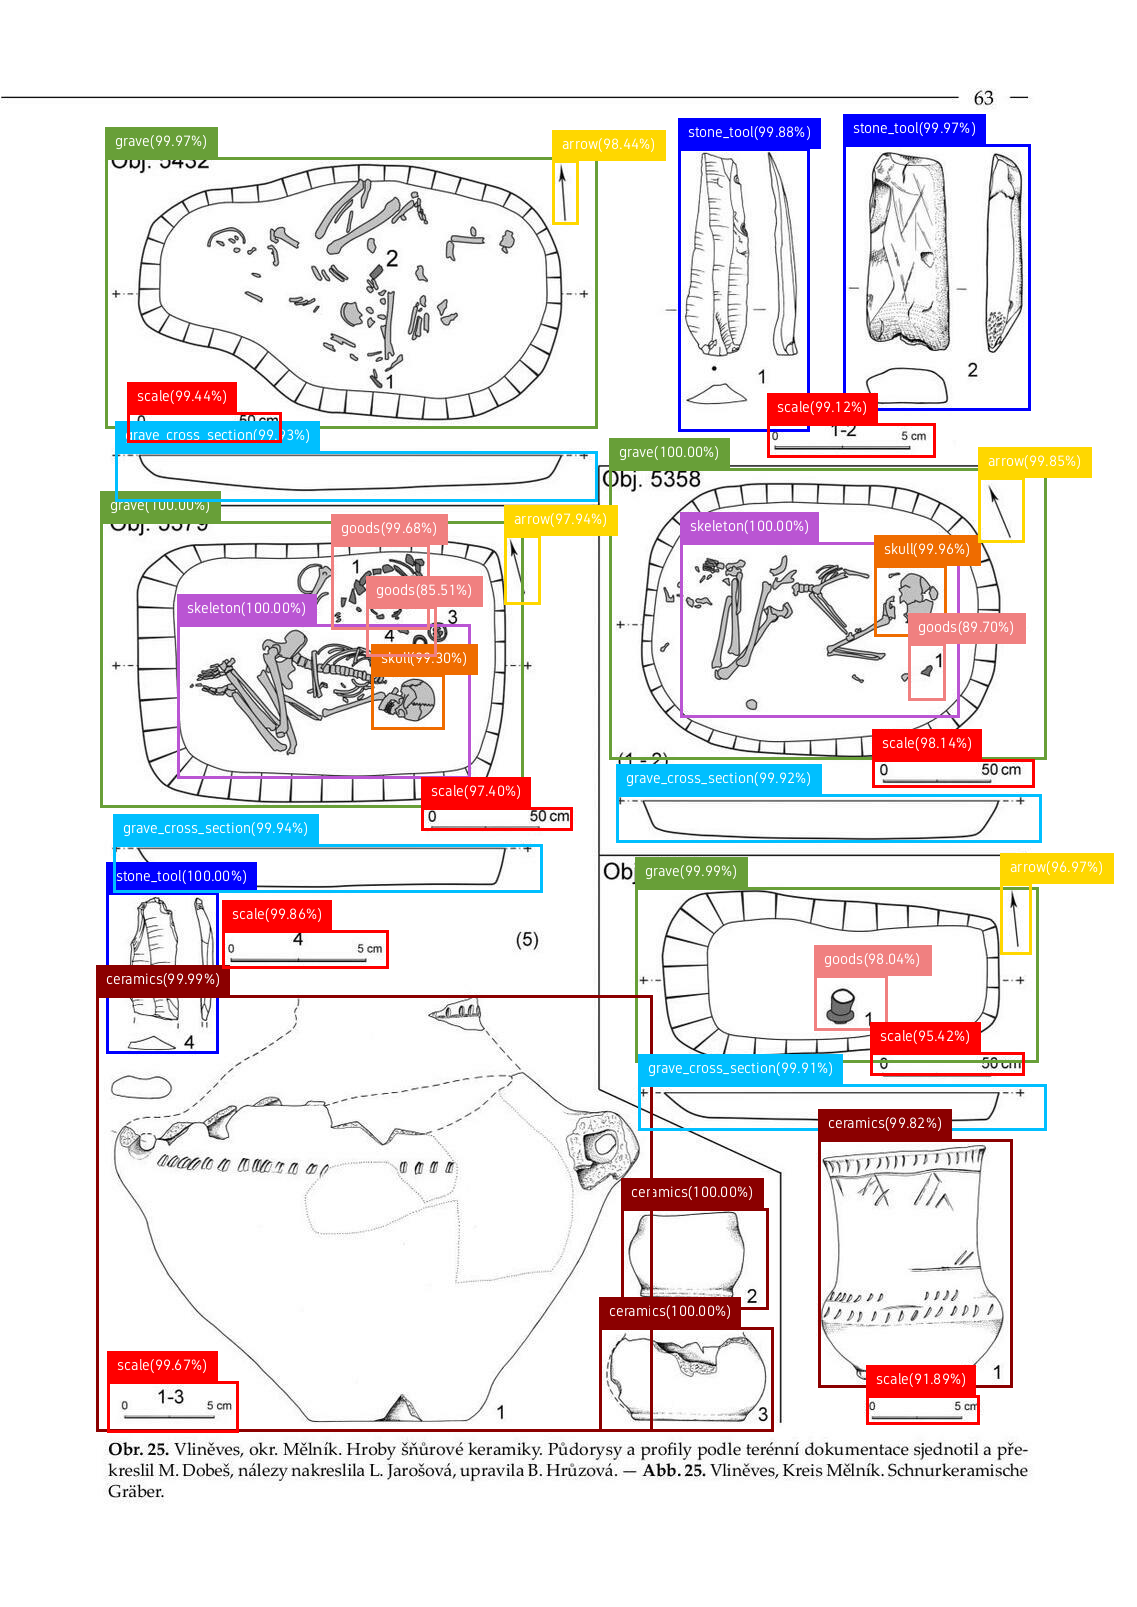 63
grave(99.97%)
Obj. 5432
arrow(98.44%)
stone_tool(99.88%)
stone_tool(99.97%)
2
1
1
2
scale(99.44%)
0 50 cm
scale(99.12%)
0 1-2 5 cm
grave_cross_section(99.93%)
grave(100.00%)
Obj. 5358
arrow(99.85%)
skeleton(100.00%)
skull(99.96%)
goods(89.70%)
1
(1 - 2)
scale(98.14%)
0 50 cm
grave_cross_section(99.92%)
grave(100.00%)
Obj. 5579
goods(99.68%)
arrow(97.94%)
1
goods(85.51%)
skeleton(100.00%)
3
4
skull(99.30%)
scale(97.40%)
0 50 cm
grave_cross_section(99.94%)
stone_tool(100.00%)
scale(99.86%)
0 4 5 cm
(5)
4
grave(99.99%)
arrow(96.97%)
goods(98.04%)
1
scale(95.42%)
0 50 cm
grave_cross_section(99.91%)
ceramics(99.99%)
ceramics(99.82%)
ceramics(100.00%)
2
ceramics(100.00%)
3
scale(99.67%)
1-3
0 5 cm
1
1
scale(91.89%)
0 5 cm
Obr. 25. Vliněves, okr. Mělník. Hroby šňůrové keramiky. Půdorysy a profily podle terénní dokumentace sjednotil a pře-
kreslil M. Dobeš, nálezy nakreslila L. Jarošová, upravila B. Hrůzová. — Abb. 25. Vliněves, Kreis Mělník. Schnurkeramische
Gräber.